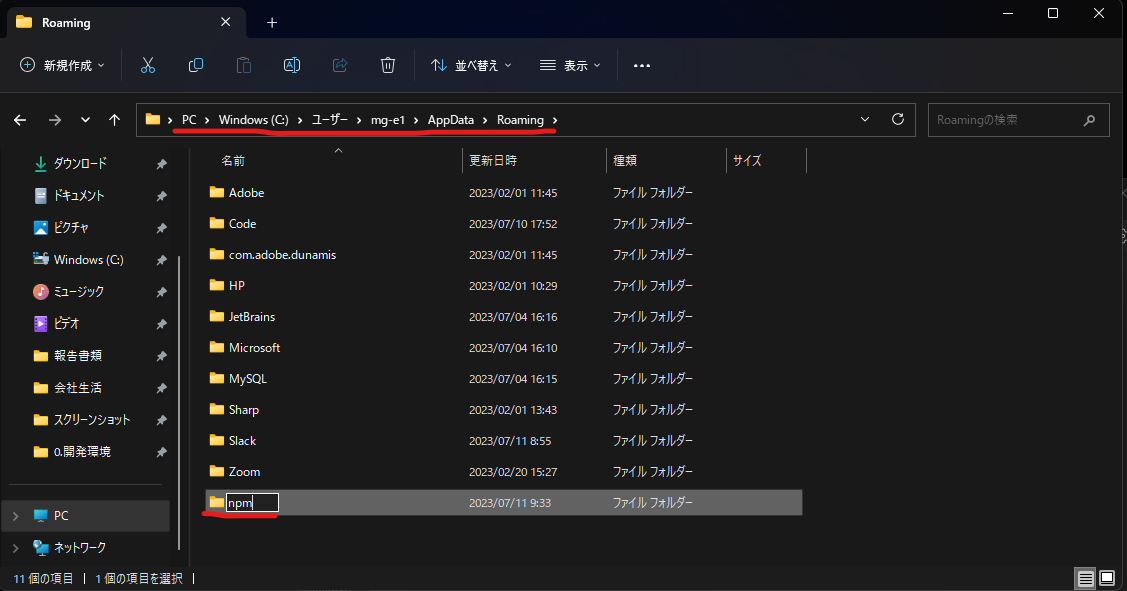 Roaming
新規作成
並べ替え
表示
PC
Windows (C:)
ユーザー
mg-e1
AppData
Roaming
Roamingの検索
ダウンロード
ドキュメント
ピクチャ
Windows (C:)
ミュージック
ビデオ
報告書類
会社生活
スクリーンショット
0.開発環境
PC
ネットワーク
名前 更新日時 種類 サイズ
Adobe 2023/02/01 11:45 ファイル フォルダー
Code 2023/07/10 17:52 ファイル フォルダー
com.adobe.dunamis 2023/02/01 11:45 ファイル フォルダー
HP 2023/02/01 10:29 ファイル フォルダー
JetBrains 2023/07/04 16:16 ファイル フォルダー
Microsoft 2023/07/04 16:10 ファイル フォルダー
MySQL 2023/07/04 16:15 ファイル フォルダー
Sharp 2023/02/01 13:43 ファイル フォルダー
Slack 2023/07/11 8:55 ファイル フォルダー
Zoom 2023/02/20 15:27 ファイル フォルダー
npm 2023/07/11 9:33 ファイル フォルダー
11 個の項目 1 個の項目を選択